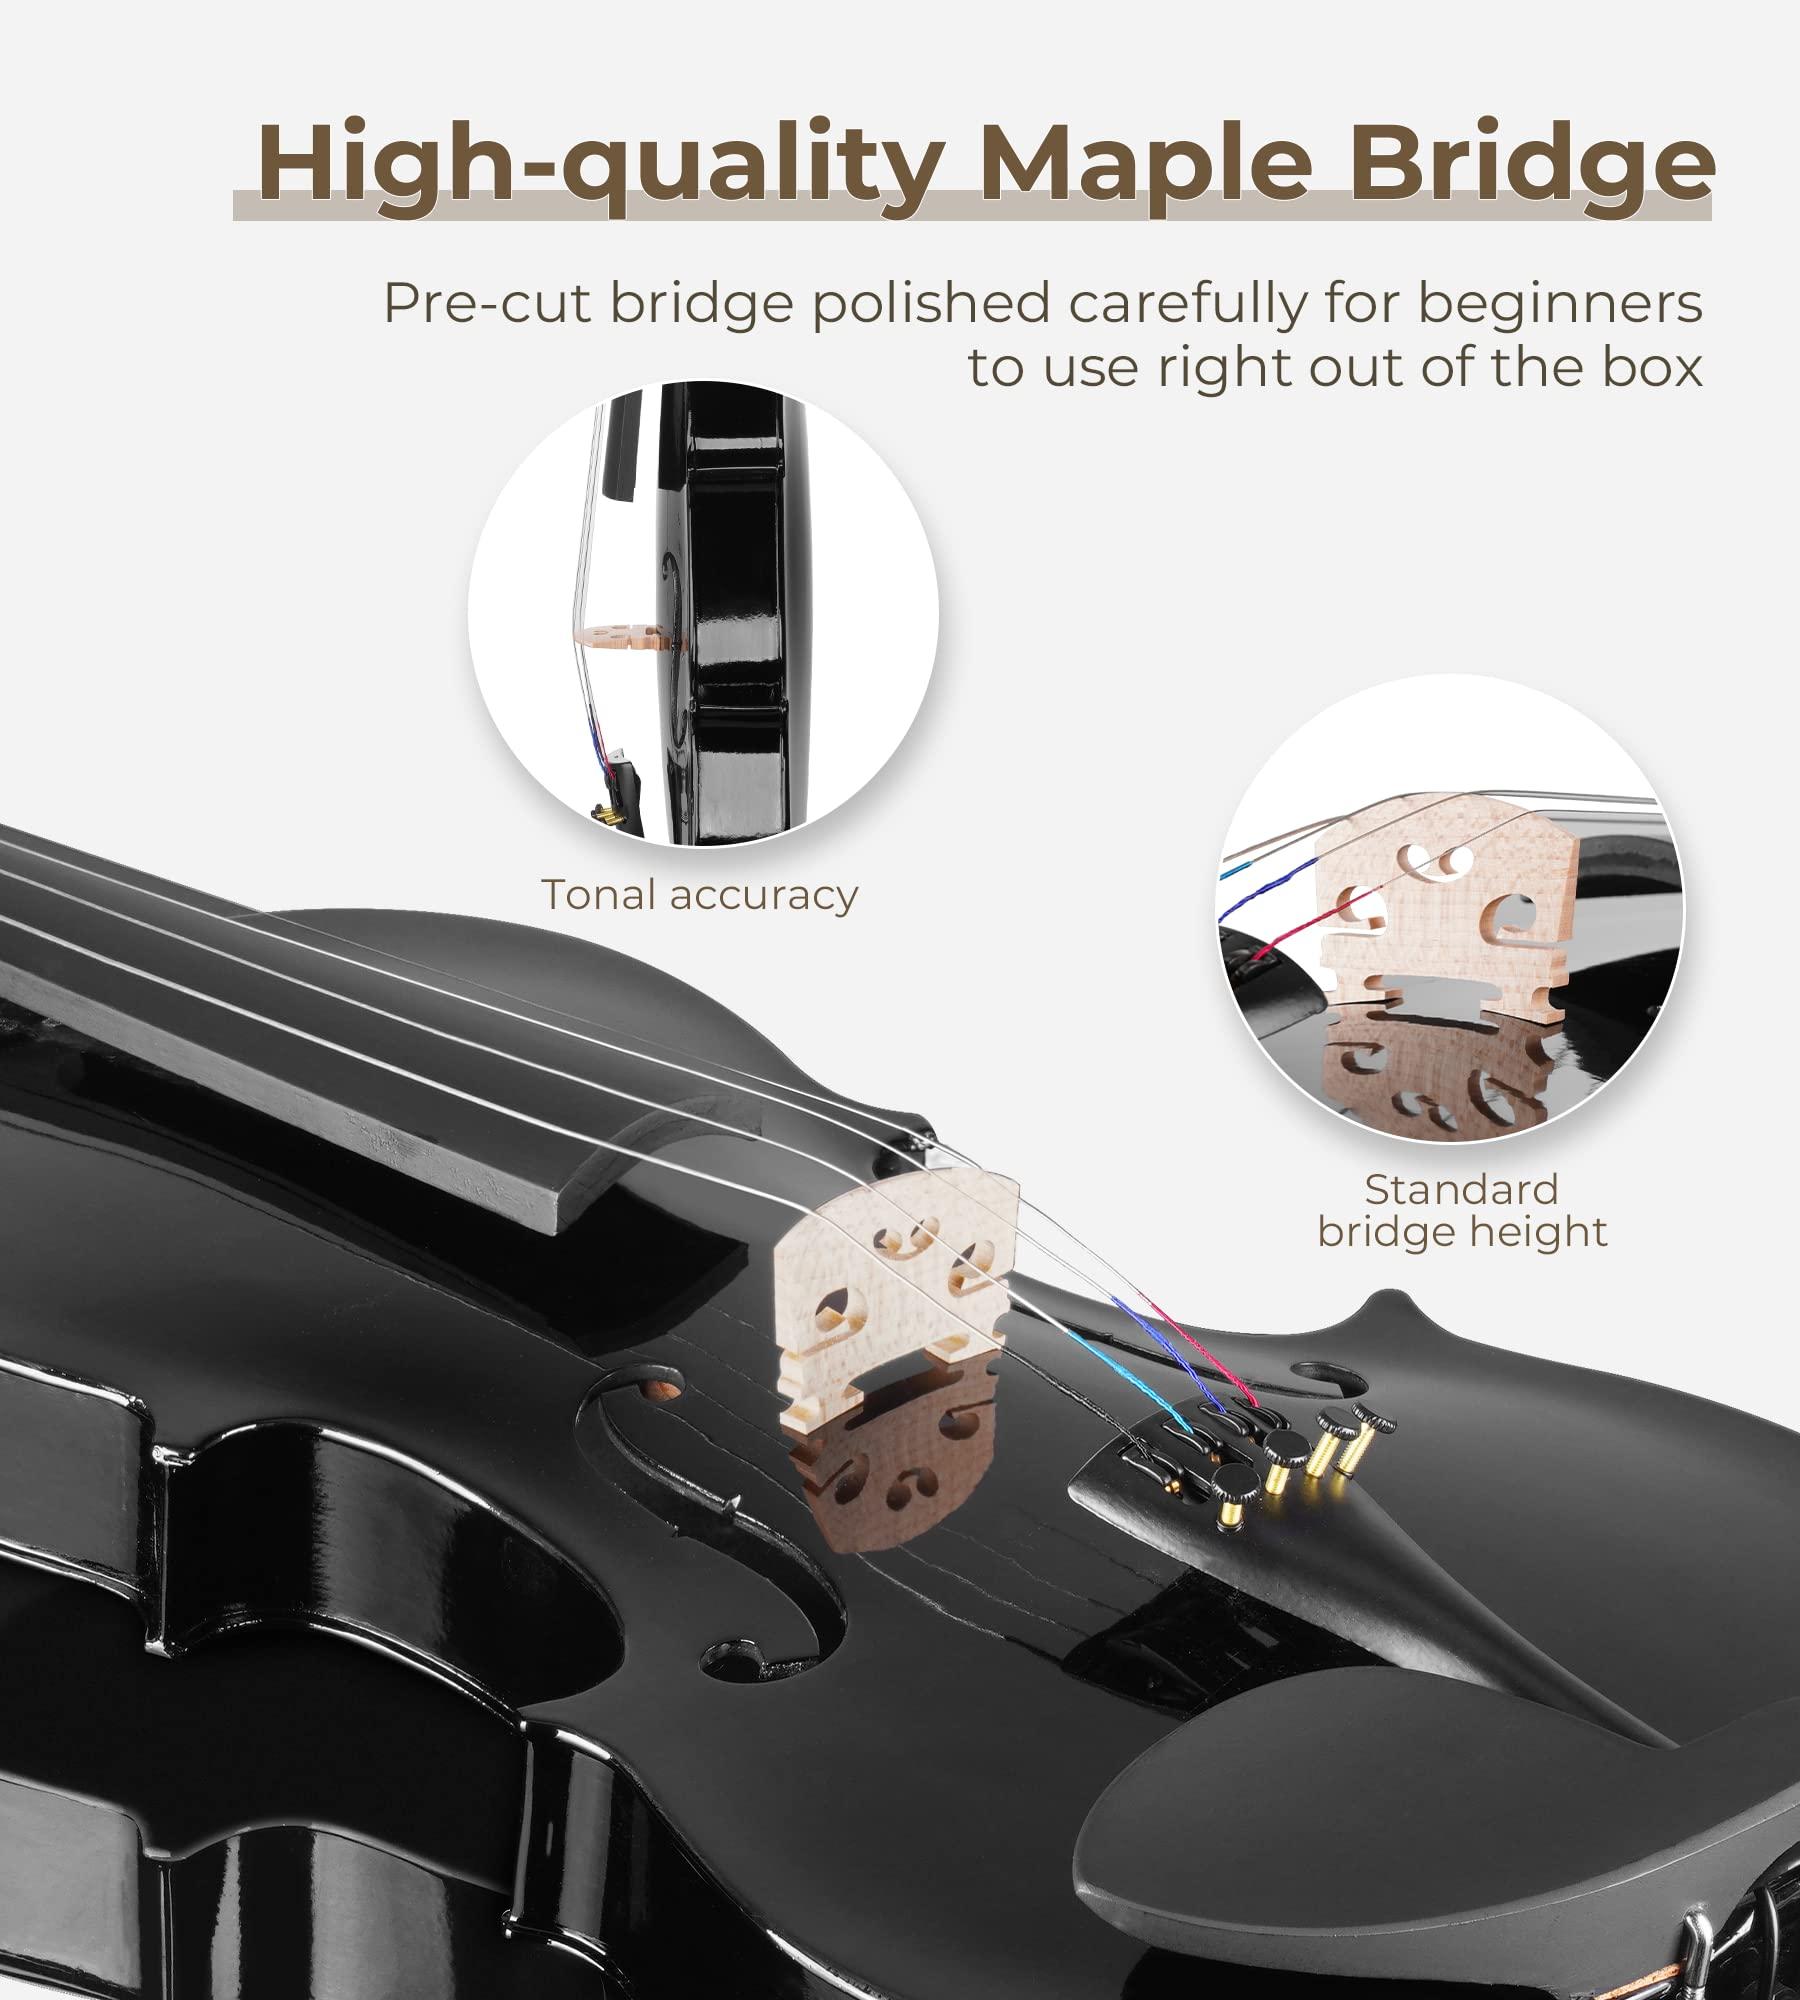 High-quality Maple Bridge
Pre-cut bridge polished carefully for beginners
to use right out of the box
Tonal accuracy
Standard
bridge height